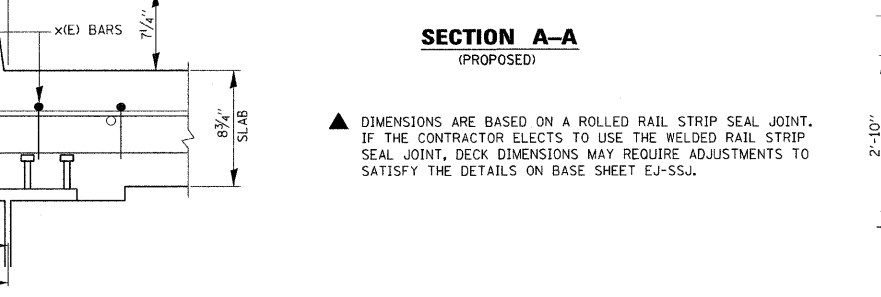 x(E) BARS
7¼"
8¾"
SLAB
SECTION A–A
(PROPOSED)
▲ DIMENSIONS ARE BASED ON A ROLLED RAIL STRIP SEAL JOINT.
IF THE CONTRACTOR ELECTS TO USE THE WELDED RAIL STRIP
SEAL JOINT, DECK DIMENSIONS MAY REQUIRE ADJUSTMENTS TO
SATISFY THE DETAILS ON BASE SHEET EJ-SSJ.
2'-10"